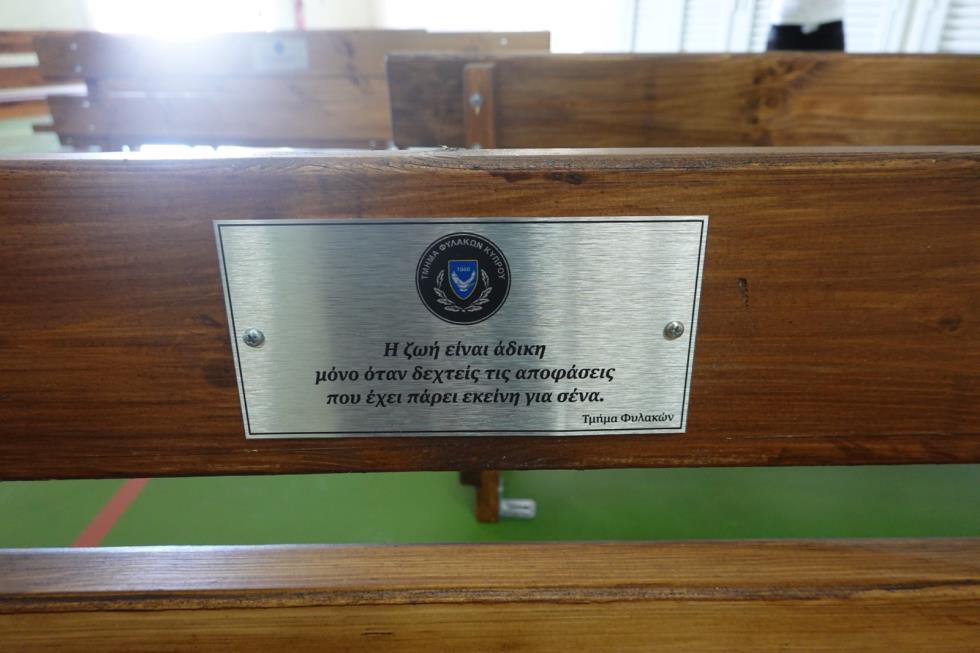 ΤΜΗΜΑ ΦΥΛΑΚΩΝ ΚΥΠΡΟΥ
1960
Η ζωή είναι άδικη
μόνο όταν δεχτείς τις αποφάσεις
που έχει πάρει εκείνη για σένα.
Τμήμα Φυλακών